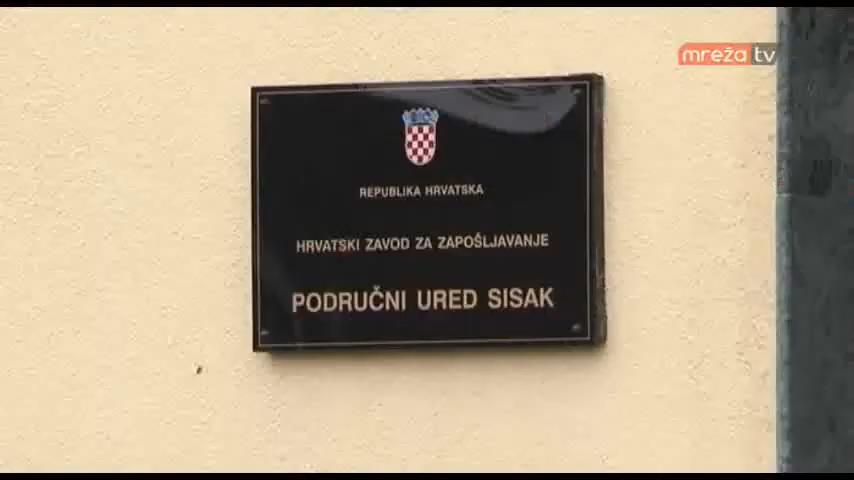 mreža tv
REPUBLIKA HRVATSKA
HRVATSKI ZAVOD ZA ZAPOŠLJAVANJE
PODRUČNI URED SISAK